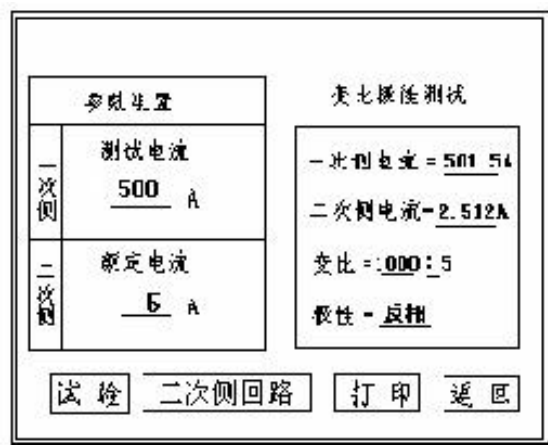 参数设置
一次侧
测试电流
500 A
二次侧
额定电流
5 A
变比极性测试
一次侧电流 = 501.5A
二次侧电流 = 2.512A
变比 = 1000 : 5
极性 = 反相
试 验
二次侧回路
打 印
返 回